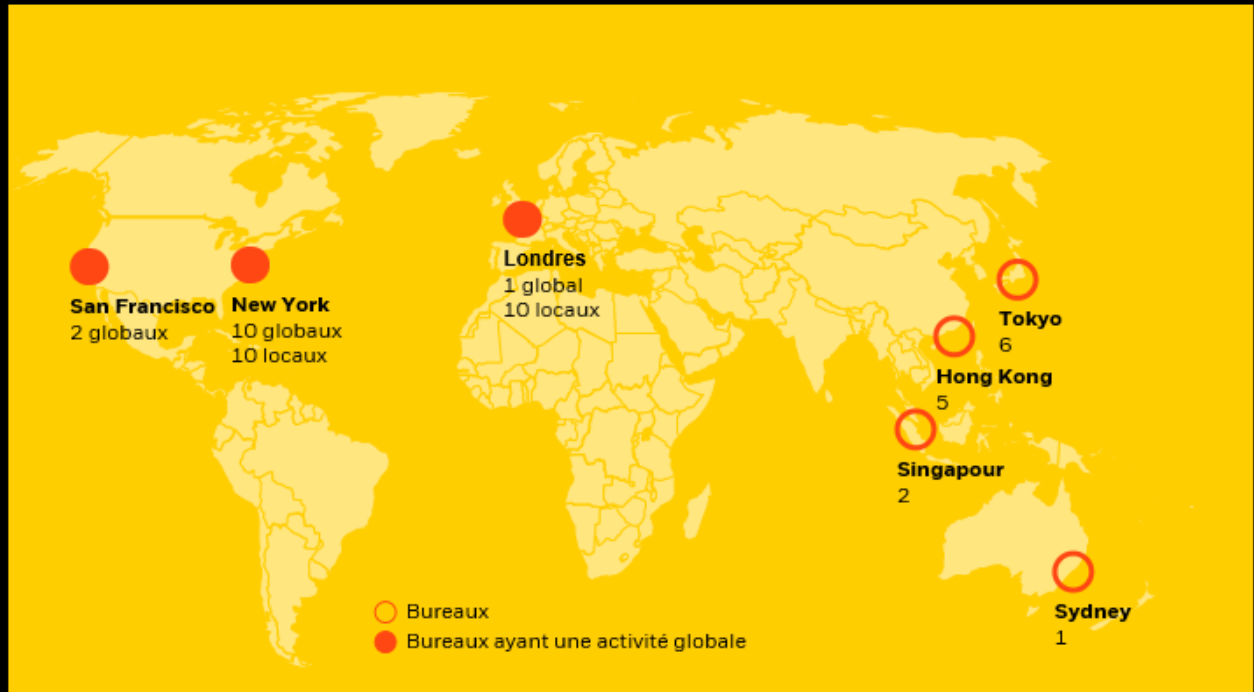 San Francisco
2 globaux
New York
10 globaux
10 locaux
Londres
1 global
10 locaux
Tokyo
6
Hong Kong
5
Singapour
2
Sydney
1
Bureaux
Bureaux ayant une activité globale